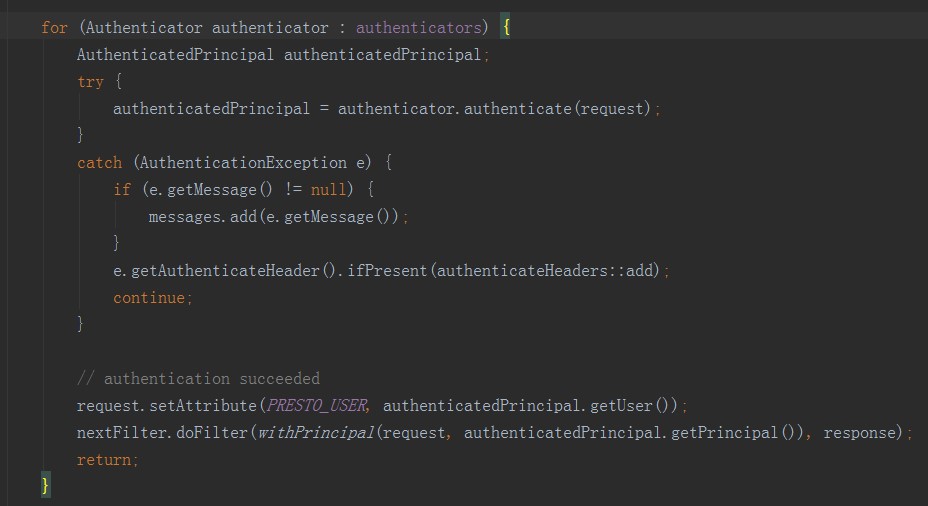 for (Authenticator authenticator : authenticators) {
    AuthenticatedPrincipal authenticatedPrincipal;
    try {
        authenticatedPrincipal = authenticator.authenticate(request);
    }
    catch (AuthenticationException e) {
        if (e.getMessage() != null) {
            messages.add(e.getMessage());
        }
        e.getAuthenticateHeader().ifPresent(authenticateHeaders::add);
        continue;
    }

    // authentication succeeded
    request.setAttribute(PRESTO_USER, authenticatedPrincipal.getUser());
    nextFilter.doFilter(withPrincipal(request, authenticatedPrincipal.getPrincipal()), response);
    return;
}